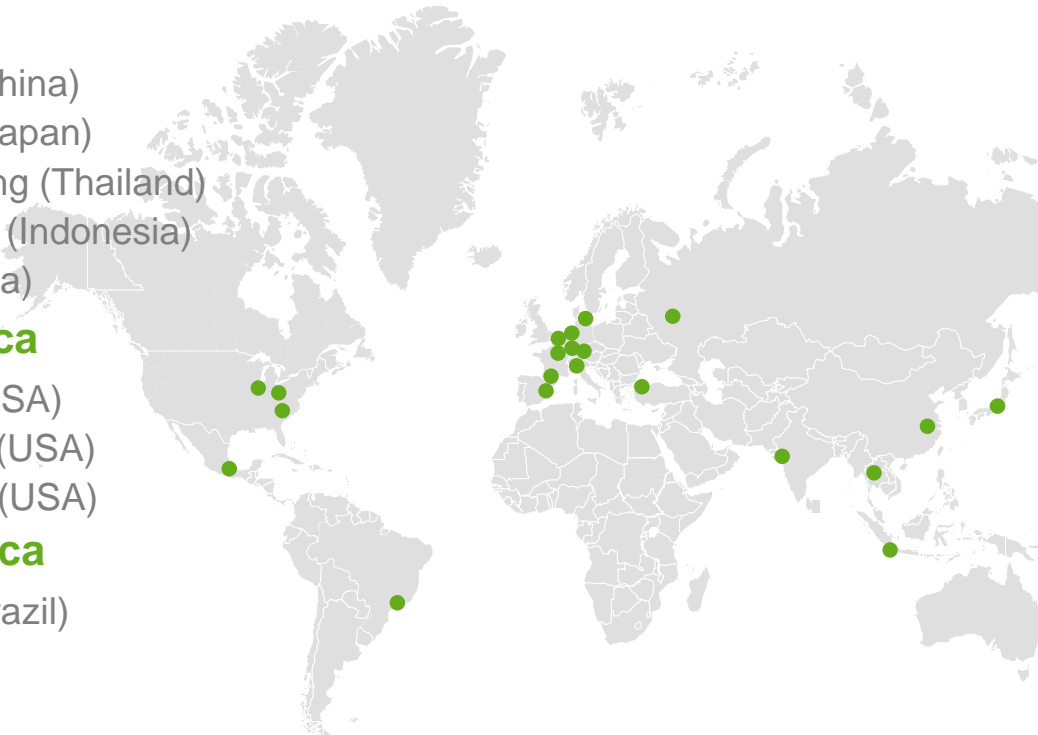 hina)
apan)
ng (Thailand)
(Indonesia)
a)
ca
SA)
(USA)
(USA)
ca
azil)